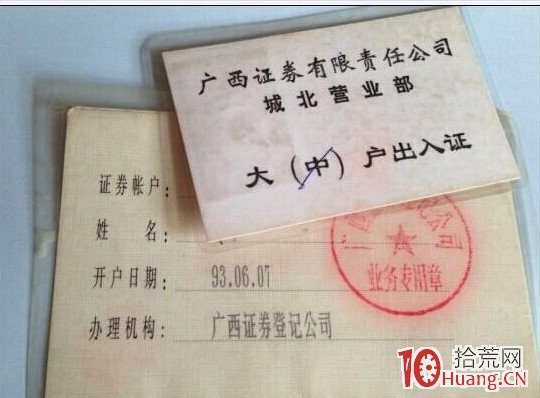 广西证券有限责任公司
城北营业部
大（中）户出入证
证券帐户：
姓　名：
开户日期：93.06.07
办理机构：广西证券登记公司
业务专用章
拾荒网
10Huang.CN